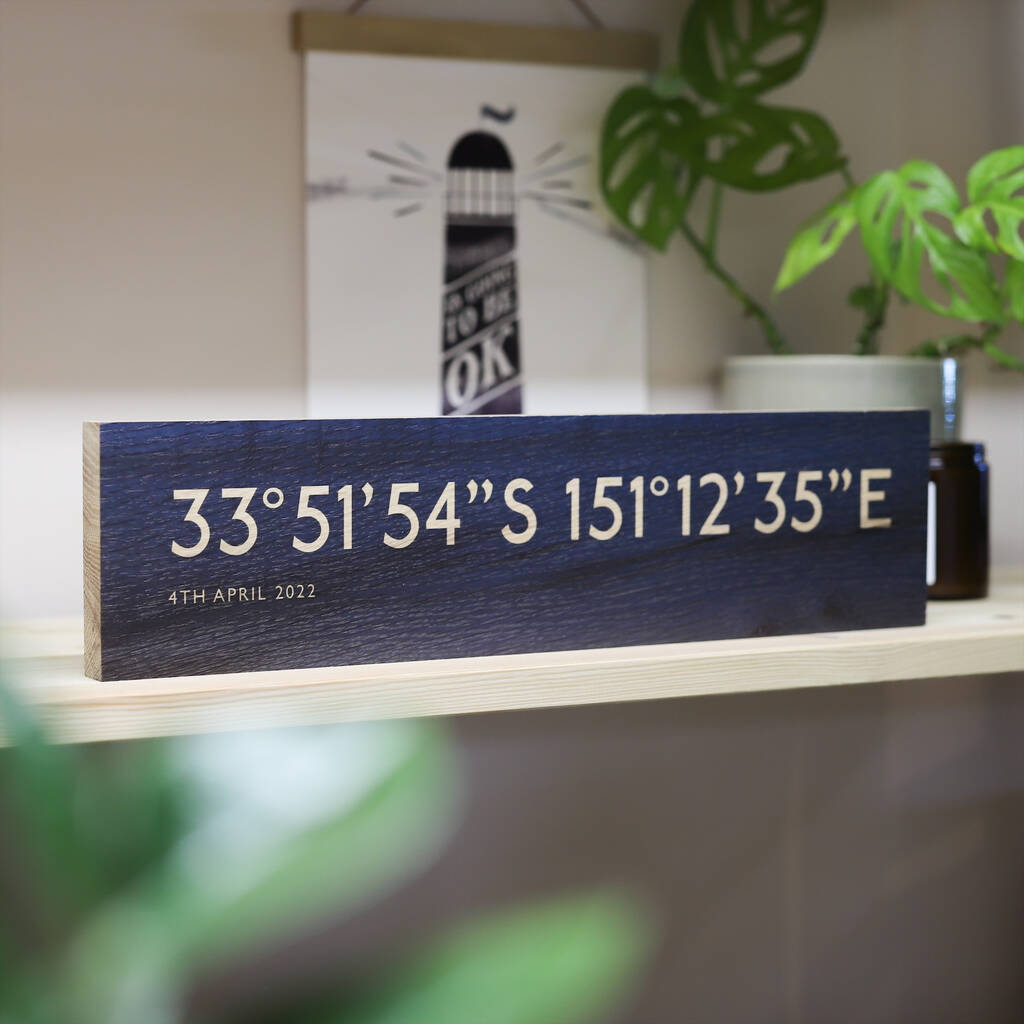 TO BE
OK
33°51’54”S 151°12’35”E
4TH APRIL 2022